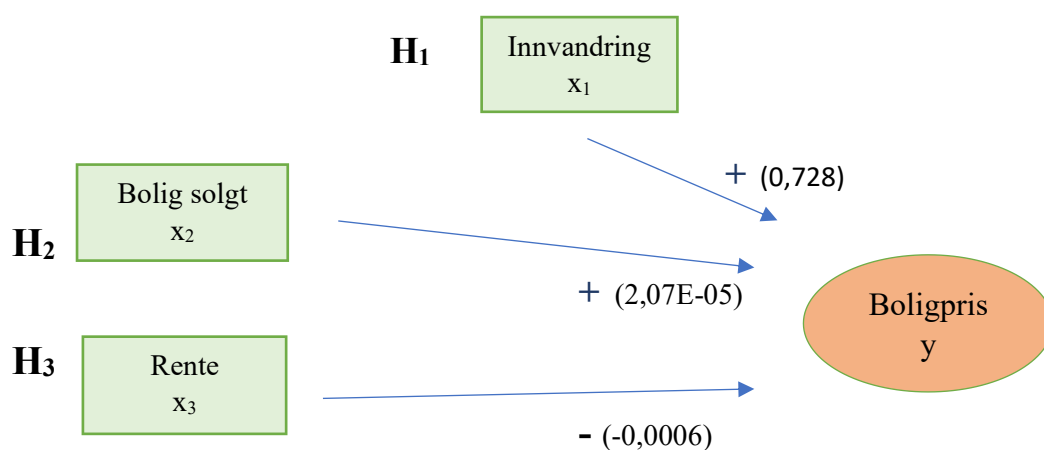 H₁
Innvandring
x₁
+ (0,728)
Bolig solgt
x₂
H₂
+ (2,07E-05)
Boligpris
y
H₃
Rente
x₃
- (-0,0006)